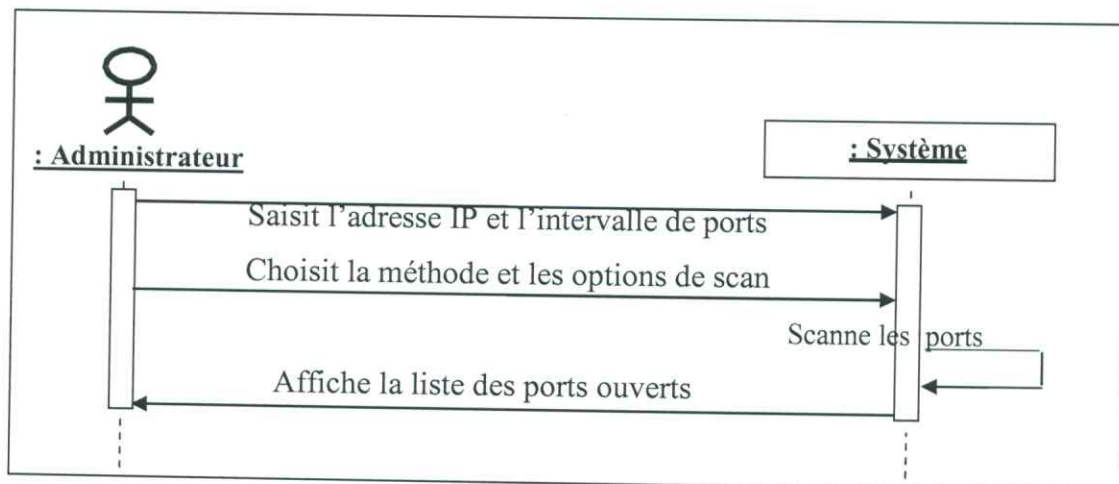 : Administrateur
: Système
Saisit l'adresse IP et l'intervalle de ports
Choisit la méthode et les options de scan
Scanne les ports
Affiche la liste des ports ouverts